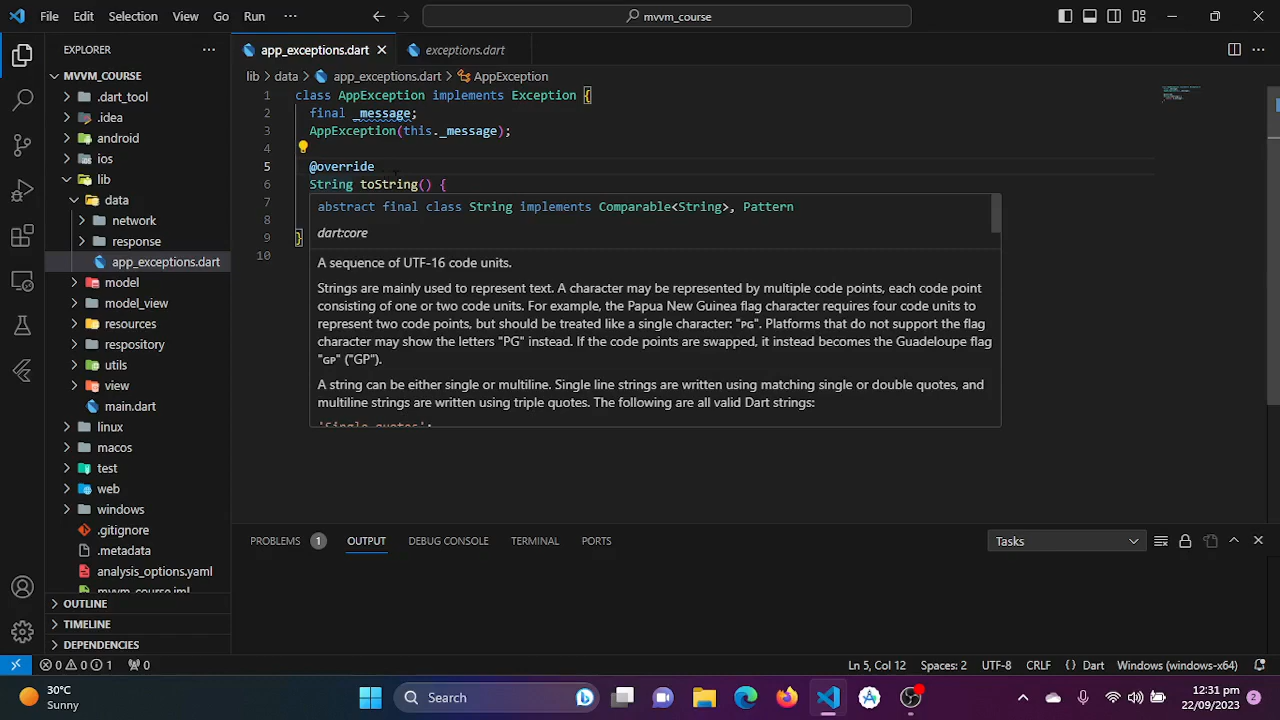 File Edit Selection View Go Run ··· mvvm_course
EXPLORER
app_exceptions.dart exceptions.dart
MVVM_COURSE
.dart_tool
.idea
android
ios
lib
data
network
response
app_exceptions.dart
model
model_view
resources
respository
utils
view
main.dart
linux
macos
test
web
windows
.gitignore
.metadata
analysis_options.yaml
mvvm_course.iml
OUTLINE
TIMELINE
DEPENDENCIES
lib > data > app_exceptions.dart > AppException
1 class AppException implements Exception {
2 final _message;
3 AppException(this._message);
4
5 @override
6 String toString() {
7
8
9 }
10
abstract final class String implements Comparable<String>, Pattern
dart:core
A sequence of UTF-16 code units.
Strings are mainly used to represent text. A character may be represented by multiple code points, each code point
consisting of one or two code units. For example, the Papua New Guinea flag character requires four code units to
represent two code points, but should be treated like a single character: "🇵🇬". Platforms that do not support the flag
character may show the letters "PG" instead. If the code points are swapped, it instead becomes the Guadeloupe flag
"🇬🇵" ("GP").
A string can be either single or multiline. Single line strings are written using matching single or double quotes, and
multiline strings are written using triple quotes. The following are all valid Dart strings:
'Single quotes';
PROBLEMS 1 OUTPUT DEBUG CONSOLE TERMINAL PORTS Tasks
0 0 1 0 Ln 5, Col 12 Spaces: 2 UTF-8 CRLF {} Dart Windows (windows-x64)
30°C
Sunny
Search
12:31 pm
22/09/2023
2